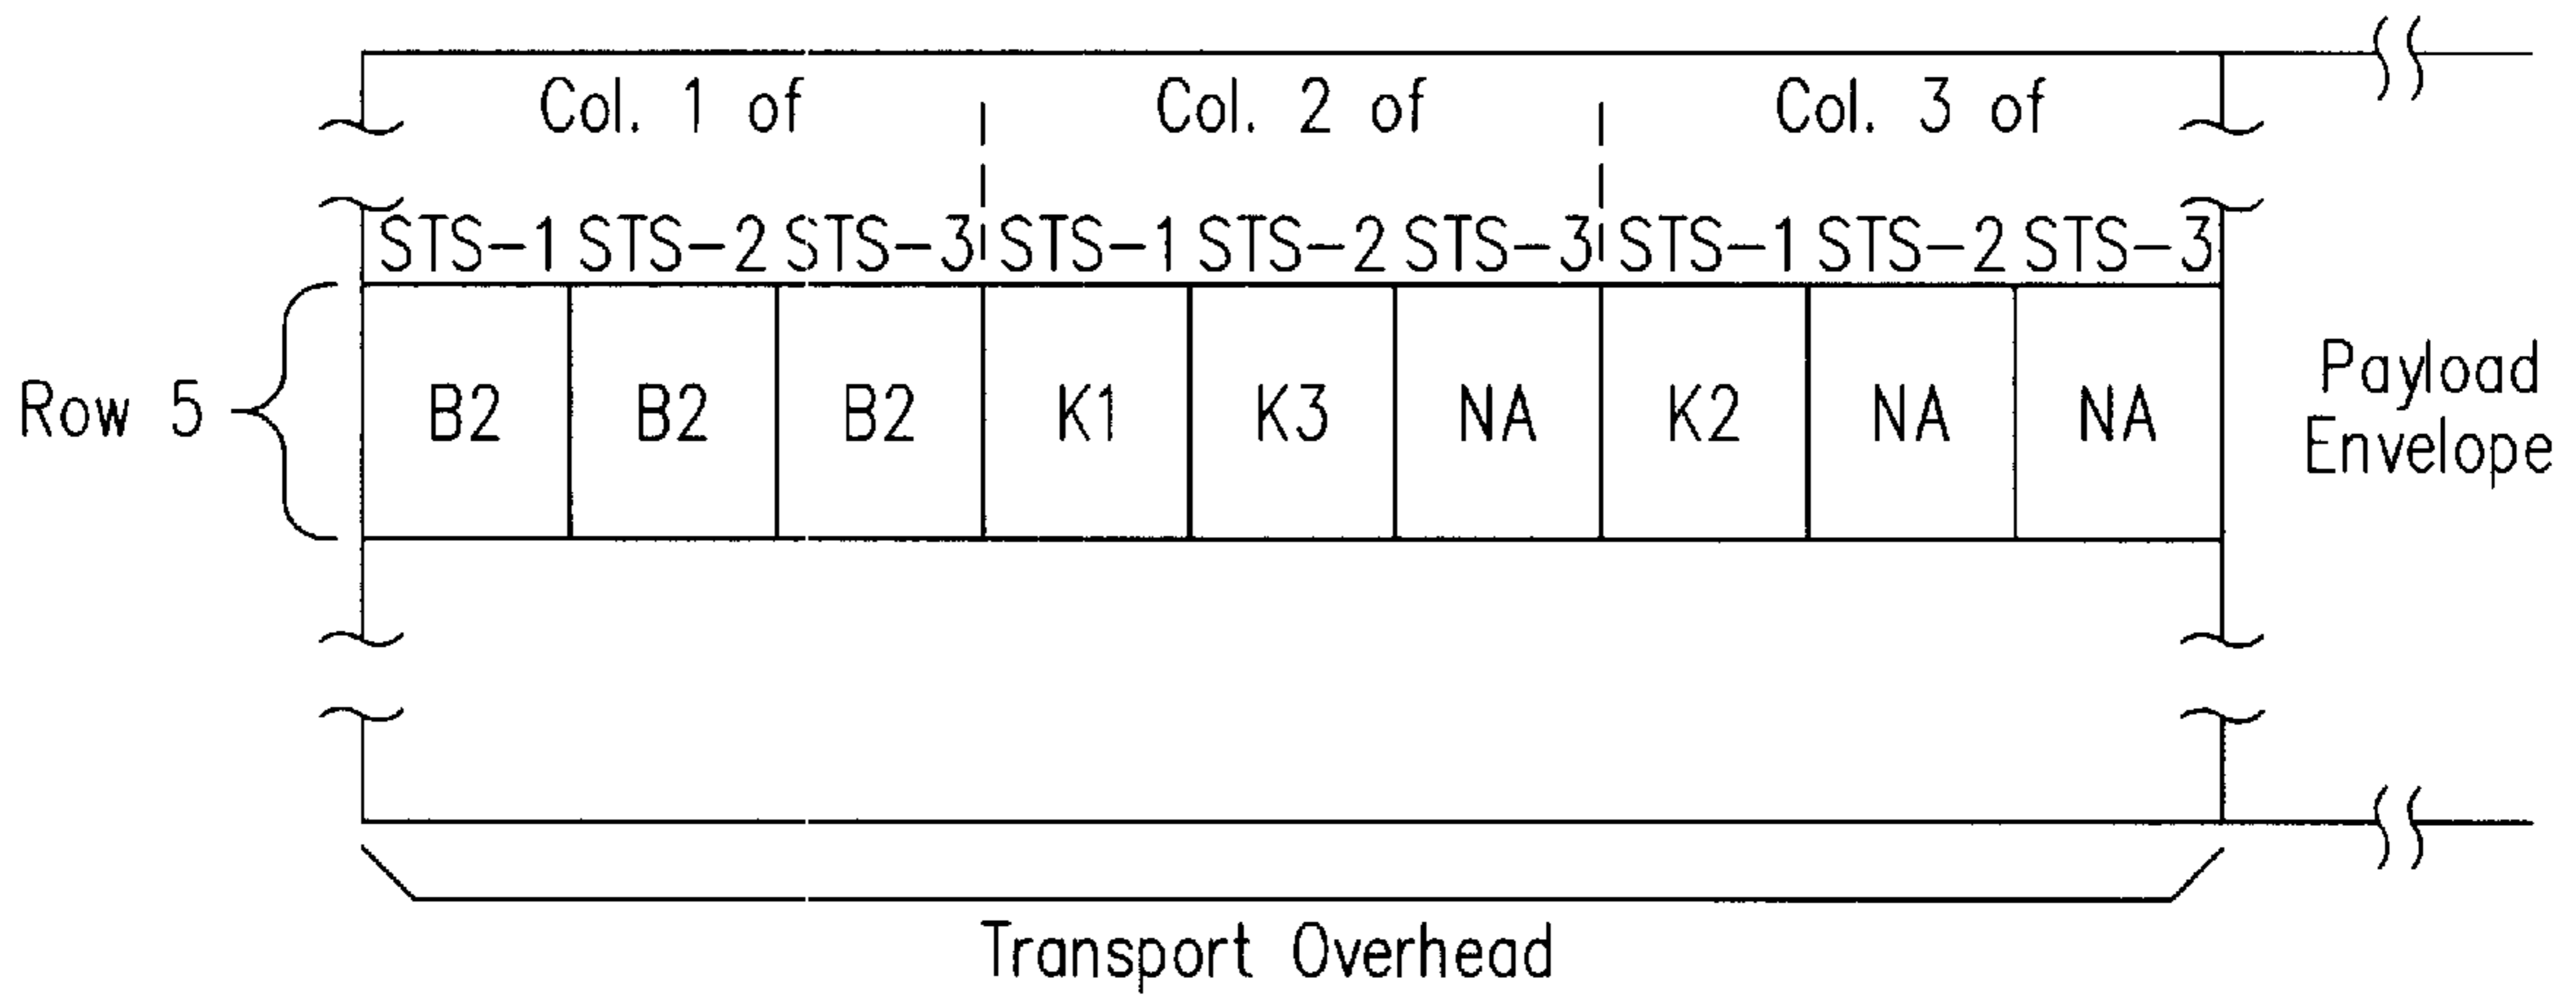 Col. 1 of Col. 2 of Col. 3 of
STS-1 STS-2 STS-3 STS-1 STS-2 STS-3 STS-1 STS-2 STS-3
Row 5 B2 B2 B2 K1 K3 NA K2 NA NA Payload
Envelope
Transport Overhead